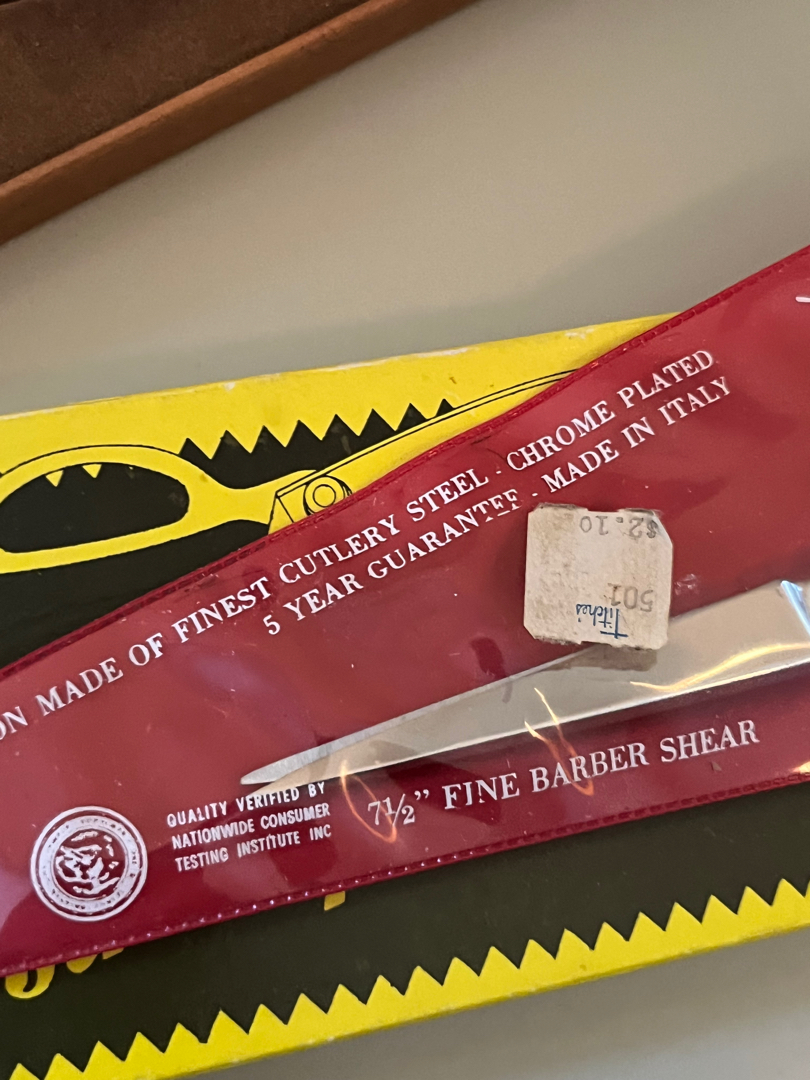 ON MADE OF FINEST CUTLERY STEEL . CHROME PLATED
5 YEAR GUARANTEE - MADE IN ITALY
$2.10
501
Titche's
QUALITY VERIFIED BY
NATIONWIDE CONSUMER
TESTING INSTITUTE INC
7½” FINE BARBER SHEAR